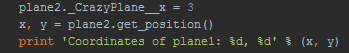 plane2._CrazyPlane__x = 3
x, y = plane2.get_position()
print 'Coordinates of plane1: %d, %d' % (x, y)